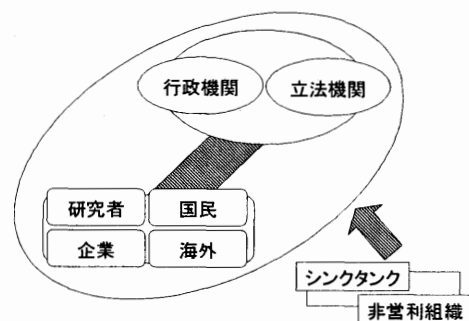 行政機関
立法機関
研究者
国民
企業
海外
シンクタンク
非営利組織